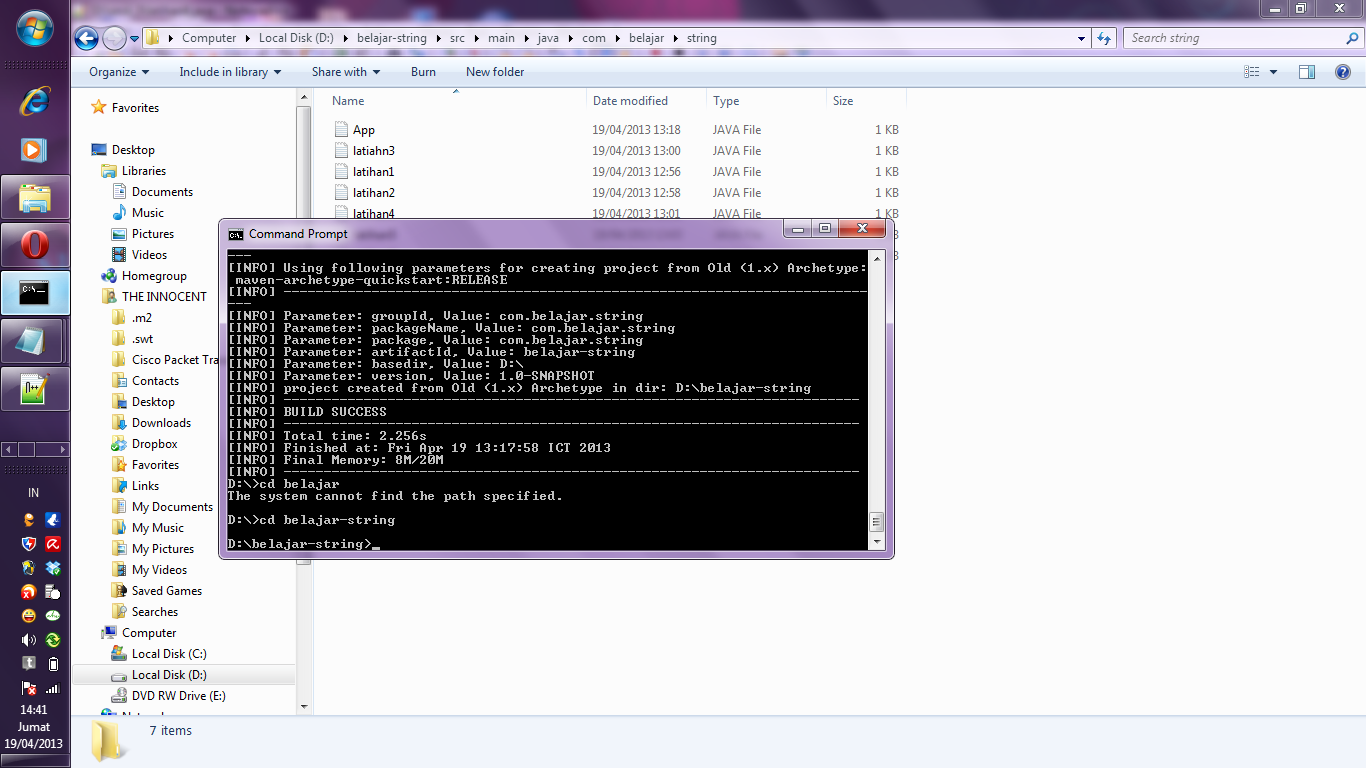 Computer Local Disk (D:) belajar-string src main java com belajar string
Search string
Organize Include in library Share with Burn New folder
Favorites
Desktop
Libraries
Documents
Music
Pictures
Videos
Homegroup
THE INNOCENT
.m2
.swt
Cisco Packet Tra
Contacts
Desktop
Downloads
Dropbox
Favorites
Links
My Documents
My Music
My Pictures
My Videos
Saved Games
Searches
Computer
Local Disk (C:)
Local Disk (D:)
DVD RW Drive (E:)
Name Date modified Type Size
App 19/04/2013 13:18 JAVA File 1 KB
latiahn3 19/04/2013 13:00 JAVA File 1 KB
latihan1 19/04/2013 12:56 JAVA File 1 KB
latihan2 19/04/2013 12:58 JAVA File 1 KB
latihan4 19/04/2013 13:01 JAVA File 1 KB
Command Prompt
---
[INFO] Using following parameters for creating project from Old (1.x) Archetype:
maven-archetype-quickstart:RELEASE
[INFO] -------------------------------------------------------------------------
---
[INFO] Parameter: groupId, Value: com.belajar.string
[INFO] Parameter: packageName, Value: com.belajar.string
[INFO] Parameter: package, Value: com.belajar.string
[INFO] Parameter: artifactId, Value: belajar-string
[INFO] Parameter: basedir, Value: D:\
[INFO] Parameter: version, Value: 1.0-SNAPSHOT
[INFO] project created from Old (1.x) Archetype in dir: D:\belajar-string
[INFO] ------------------------------------------------------------------------
[INFO] BUILD SUCCESS
[INFO] ------------------------------------------------------------------------
[INFO] Total time: 2.256s
[INFO] Finished at: Fri Apr 19 13:17:58 ICT 2013
[INFO] Final Memory: 8M/20M
[INFO] ------------------------------------------------------------------------
D:\>cd belajar
The system cannot find the path specified.
D:\>cd belajar-string
D:\belajar-string>_
7 items
IN
14:41
Jumat
19/04/2013